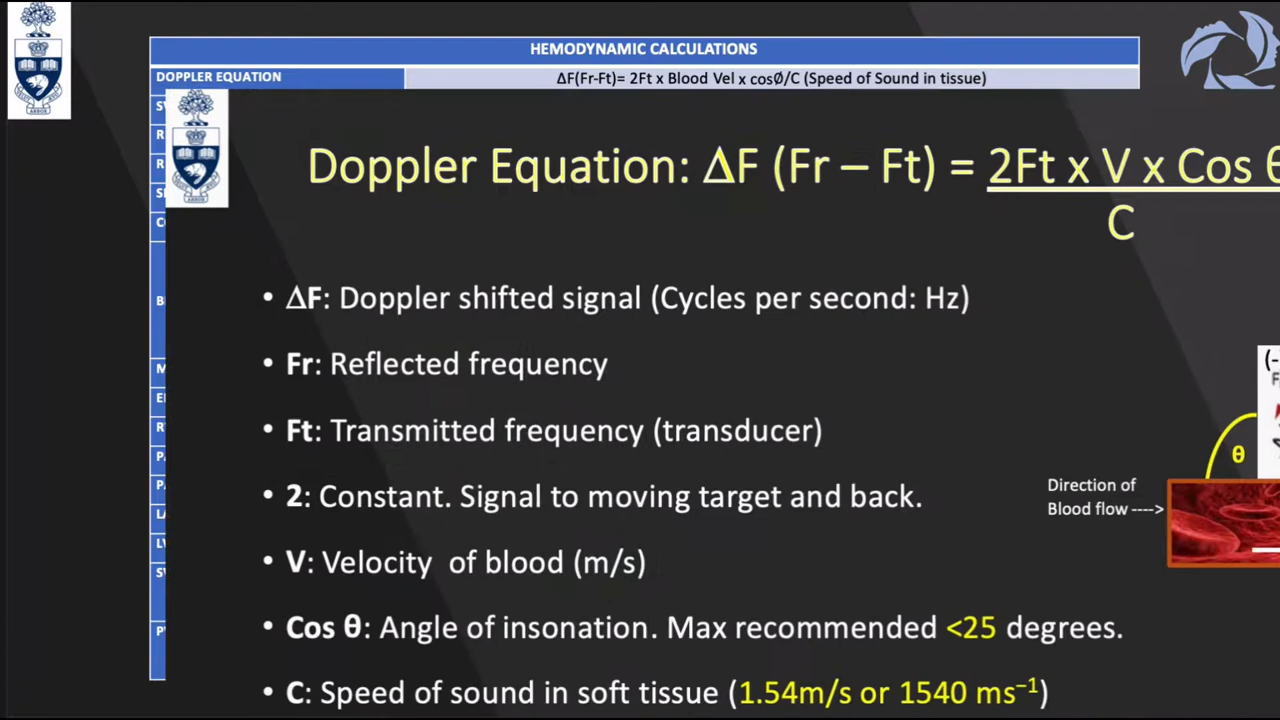 HEMODYNAMIC CALCULATIONS
DOPPLER EQUATION ΔF(Fr-Ft)= 2Ft x Blood Vel x cosØ/C (Speed of Sound in tissue)
Doppler Equation: ΔF (Fr – Ft) = 2Ft x V x Cos θ
C
• ΔF: Doppler shifted signal (Cycles per second: Hz)
• Fr: Reflected frequency
• Ft: Transmitted frequency (transducer)
• 2: Constant. Signal to moving target and back.
• V: Velocity of blood (m/s)
• Cos θ: Angle of insonation. Max recommended <25 degrees.
• C: Speed of sound in soft tissue (1.54m/s or 1540 ms⁻¹)
(-
θ
Direction of
Blood flow ---->